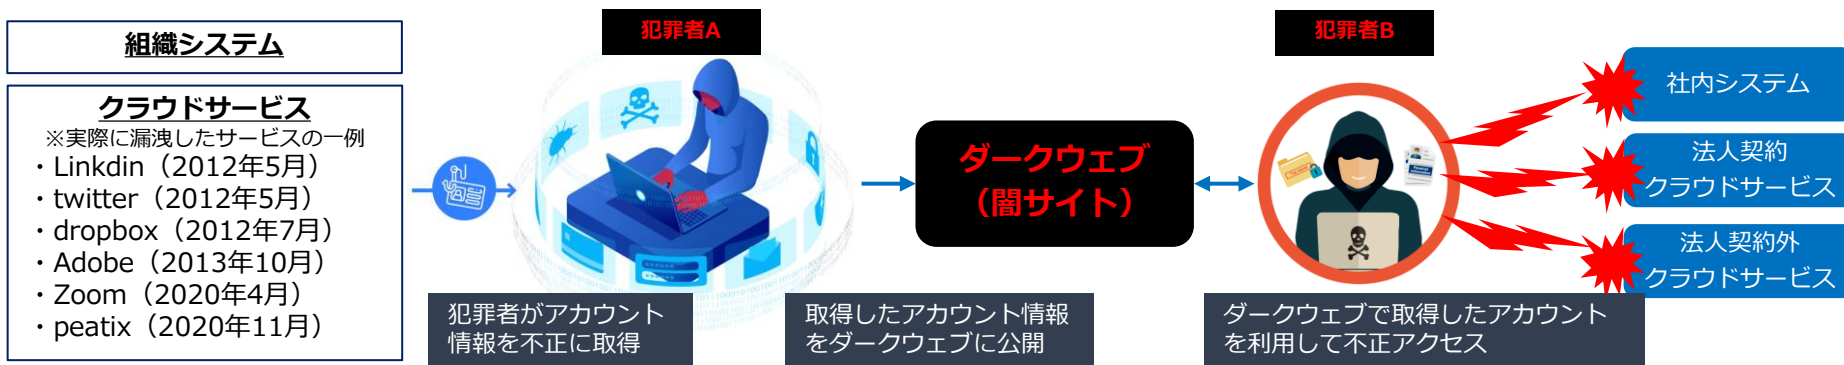 組織システム
クラウドサービス
※実際に漏洩したサービスの一例
・Linkdin（2012年5月）
・twitter（2012年5月）
・dropbox（2012年7月）
・Adobe（2013年10月）
・Zoom（2020年4月）
・peatix（2020年11月）
犯罪者A
犯罪者がアカウント
情報を不正に取得
取得したアカウント情報
をダークウェブに公開
ダークウェブ
（闇サイト）
犯罪者B
ダークウェブで取得したアカウント
を利用して不正アクセス
社内システム
法人契約
クラウドサービス
法人契約外
クラウドサービス